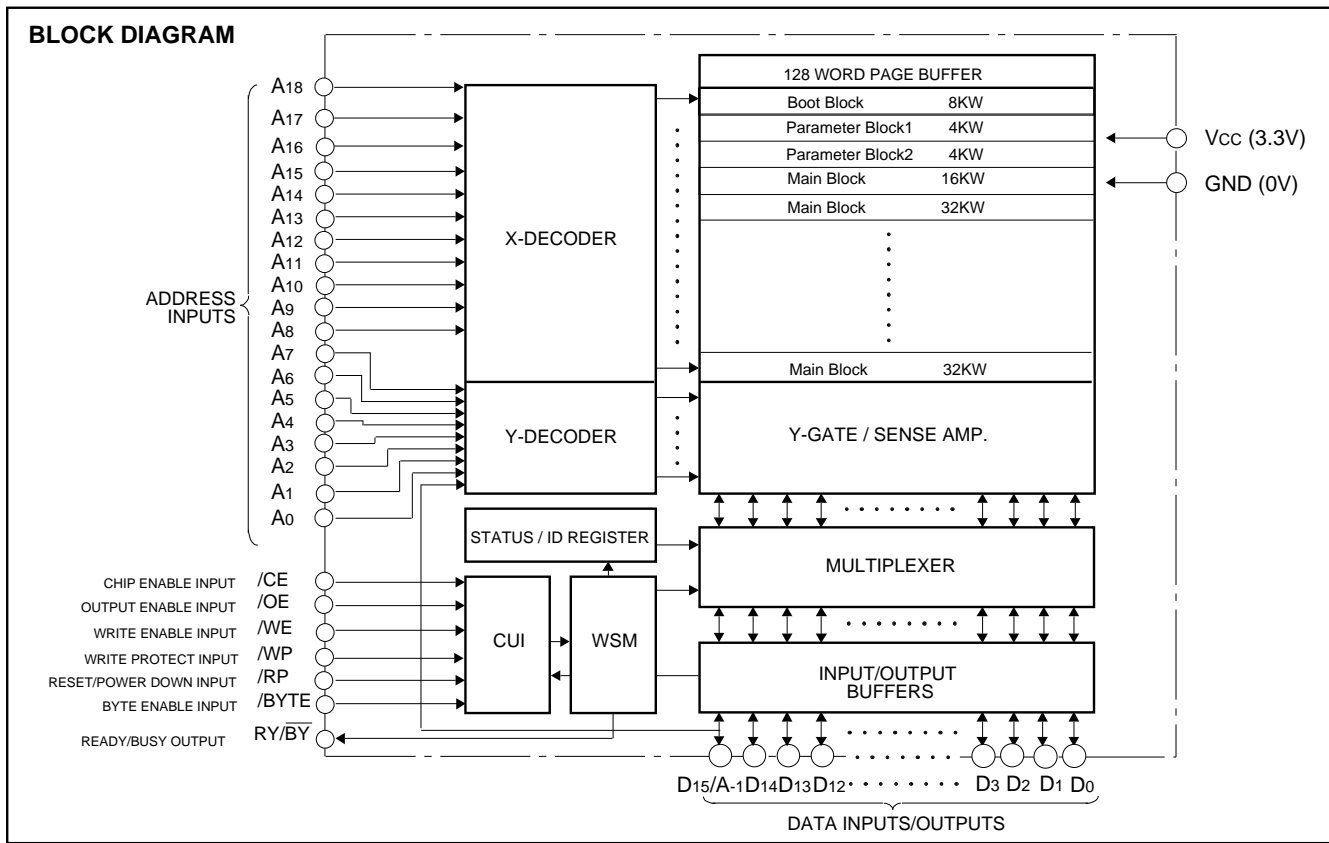 BLOCK DIAGRAM
A18
A17
A16
A15
A14
A13
A12
A11
A10
A9
A8
A7
A6
A5
A4
A3
A2
A1
A0
ADDRESS
INPUTS
X-DECODER
Y-DECODER
128 WORD PAGE BUFFER
Boot Block 8KW
Parameter Block1 4KW
Parameter Block2 4KW
Main Block 16KW
Main Block 32KW
Main Block 32KW
Y-GATE / SENSE AMP.
VCC (3.3V)
GND (0V)
STATUS / ID REGISTER
MULTIPLEXER
CHIP ENABLE INPUT /CE
OUTPUT ENABLE INPUT /OE
WRITE ENABLE INPUT /WE
WRITE PROTECT INPUT /WP
RESET/POWER DOWN INPUT /RP
BYTE ENABLE INPUT /BYTE
READY/BUSY OUTPUT RY/BY
CUI
WSM
INPUT/OUTPUT
BUFFERS
D15/A-1 D14 D13 D12 D3 D2 D1 D0
DATA INPUTS/OUTPUTS